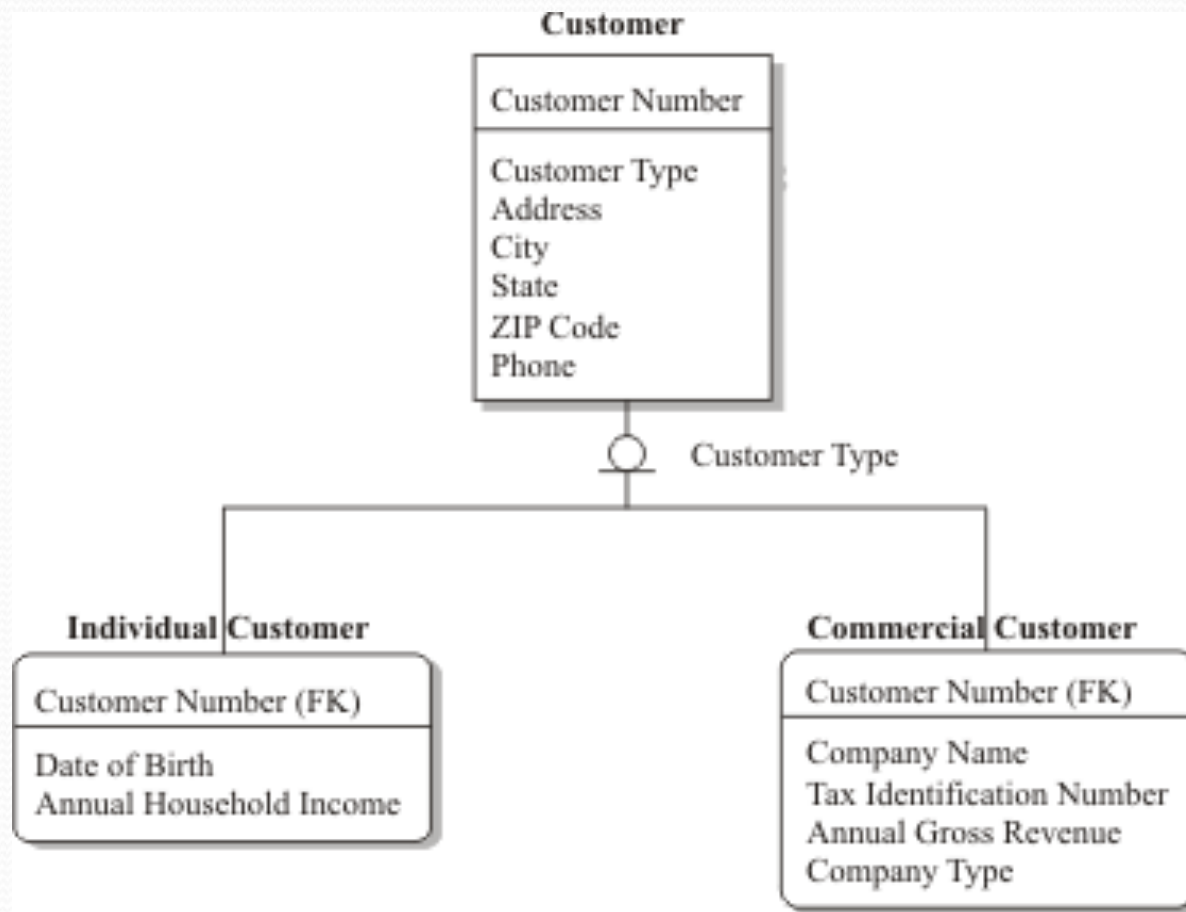 Customer
Customer Number
Customer Type
Address
City
State
ZIP Code
Phone
Customer Type
Individual Customer
Customer Number (FK)
Date of Birth
Annual Household Income
Commercial Customer
Customer Number (FK)
Company Name
Tax Identification Number
Annual Gross Revenue
Company Type